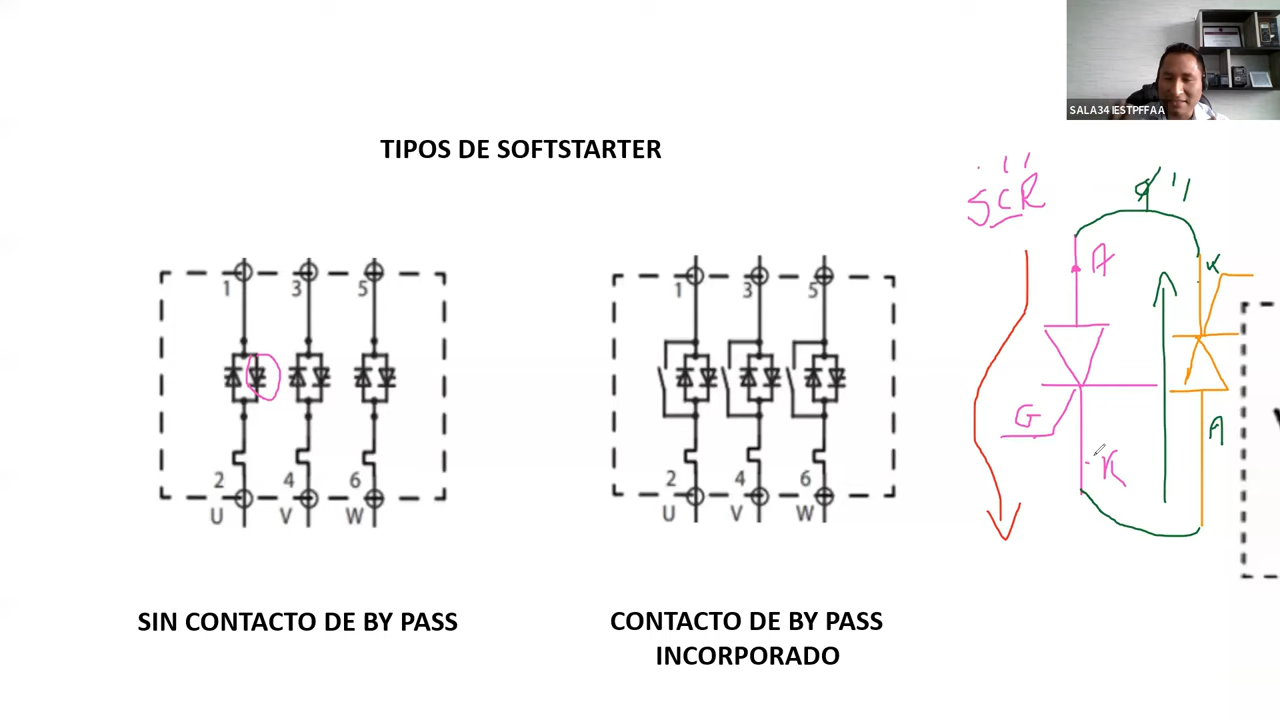 SALA34 IESTPFFAA
TIPOS DE SOFTSTARTER
SCR
A
K
G
K
A
1 3 5
2 4 6
U V W
1 3 5
2 4 6
U V W
SIN CONTACTO DE BY PASS
CONTACTO DE BY PASS
INCORPORADO